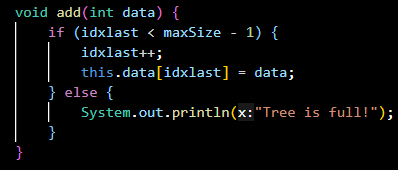 void add(int data) {
    if (idxlast < maxSize - 1) {
        idxlast++;
        this.data[idxlast] = data;
    } else {
        System.out.println(x:"Tree is full!");
    }
}